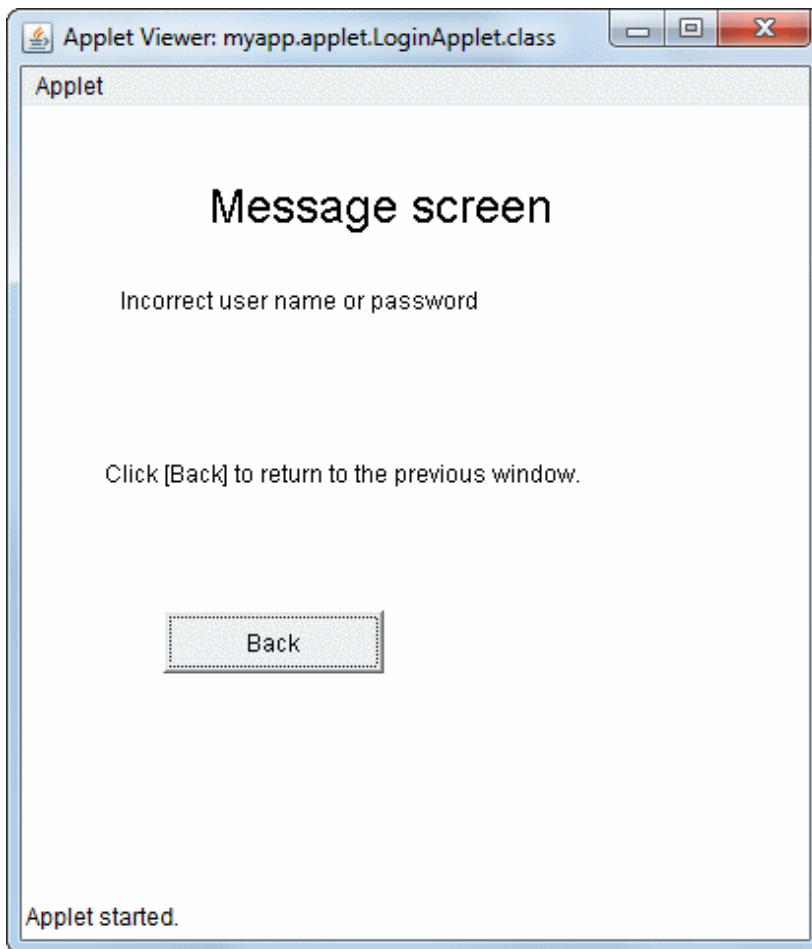 Applet Viewer: myapp.applet.LoginApplet.class
Applet
Message screen
Incorrect user name or password
Click [Back] to return to the previous window.
Back
Applet started.